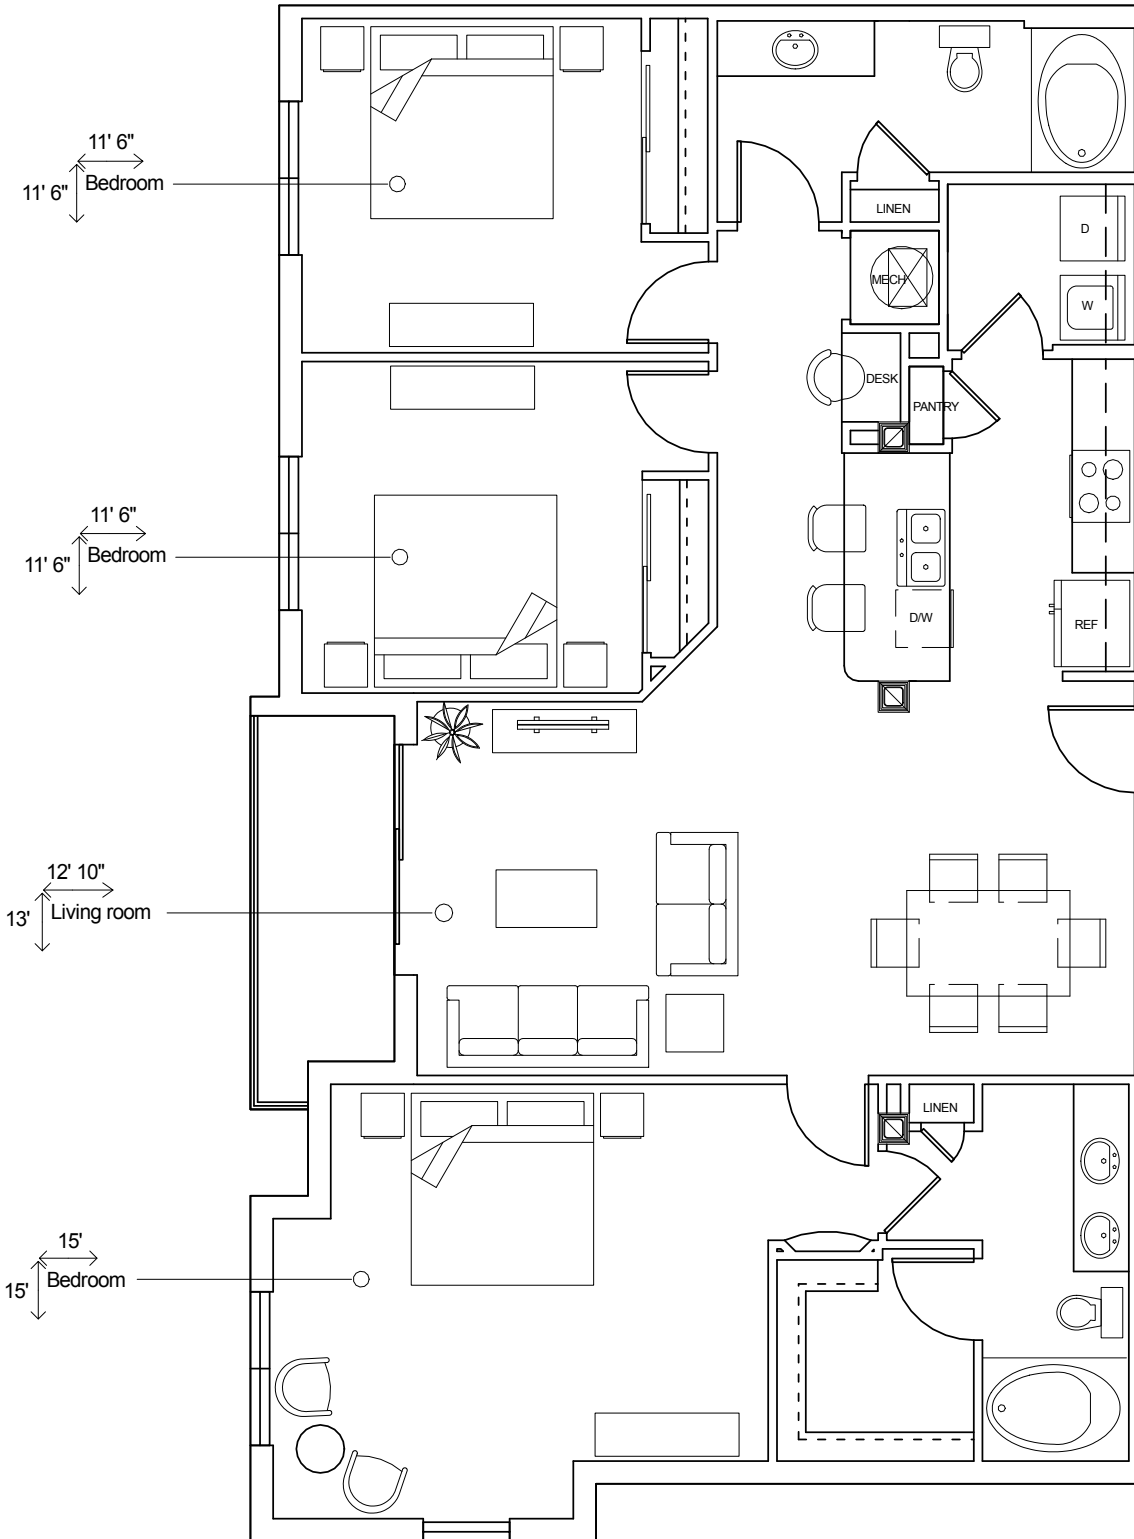 11' 6"
11' 6"
Bedroom
LINEN
D
MECH
W
DESK
PANTRY
11' 6"
11' 6"
Bedroom
D/W
REF
12' 10"
13'
Living room
LINEN
15'
15'
Bedroom